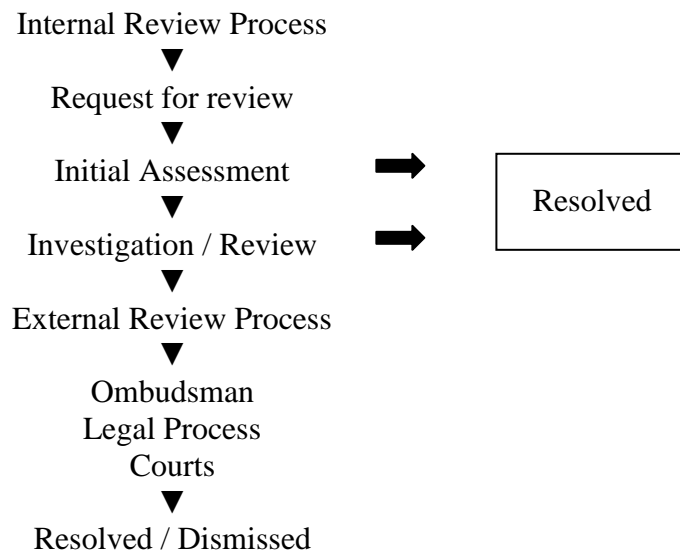 Internal Review Process
Request for review
Initial Assessment
Resolved
Investigation / Review
External Review Process
Ombudsman
Legal Process
Courts
Resolved / Dismissed